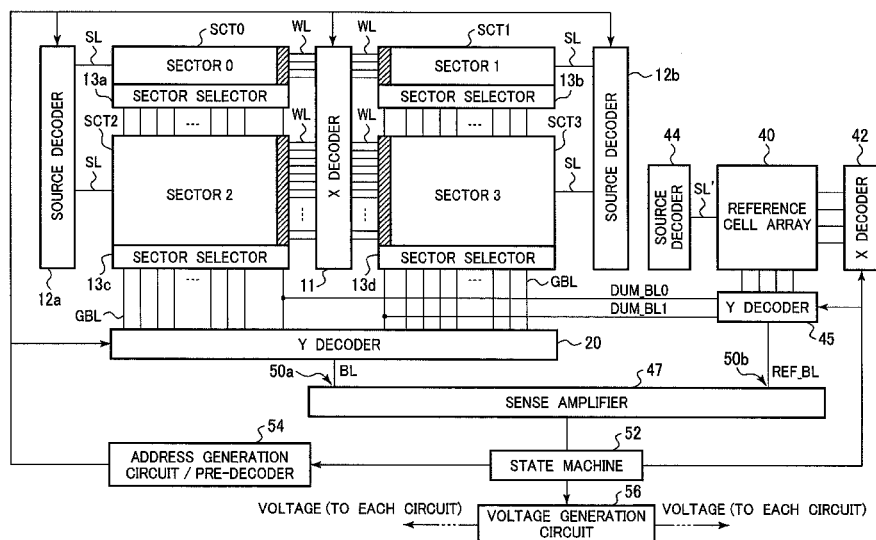 SCT0
WL
WL
SCT1
SL
SECTOR 0
SECTOR 1
SL
12b
13a
SECTOR SELECTOR
SECTOR SELECTOR
13b
SCT2
SCT3
44
40
42
SOURCE DECODER
SL
SECTOR 2
WL
X DECODER
WL
SECTOR 3
SL
SOURCE DECODER
SOURCE DECODER
SL'
REFERENCE
CELL ARRAY
X DECODER
SECTOR SELECTOR
SECTOR SELECTOR
12a
13c
11
13d
GBL
GBL
DUM_BL0
DUM_BL1
Y DECODER
45
Y DECODER
20
50a
BL
47
50b
REF_BL
SENSE AMPLIFIER
54
52
ADDRESS GENERATION
CIRCUIT / PRE-DECODER
STATE MACHINE
56
VOLTAGE (TO EACH CIRCUIT)
VOLTAGE GENERATION
CIRCUIT
VOLTAGE (TO EACH CIRCUIT)